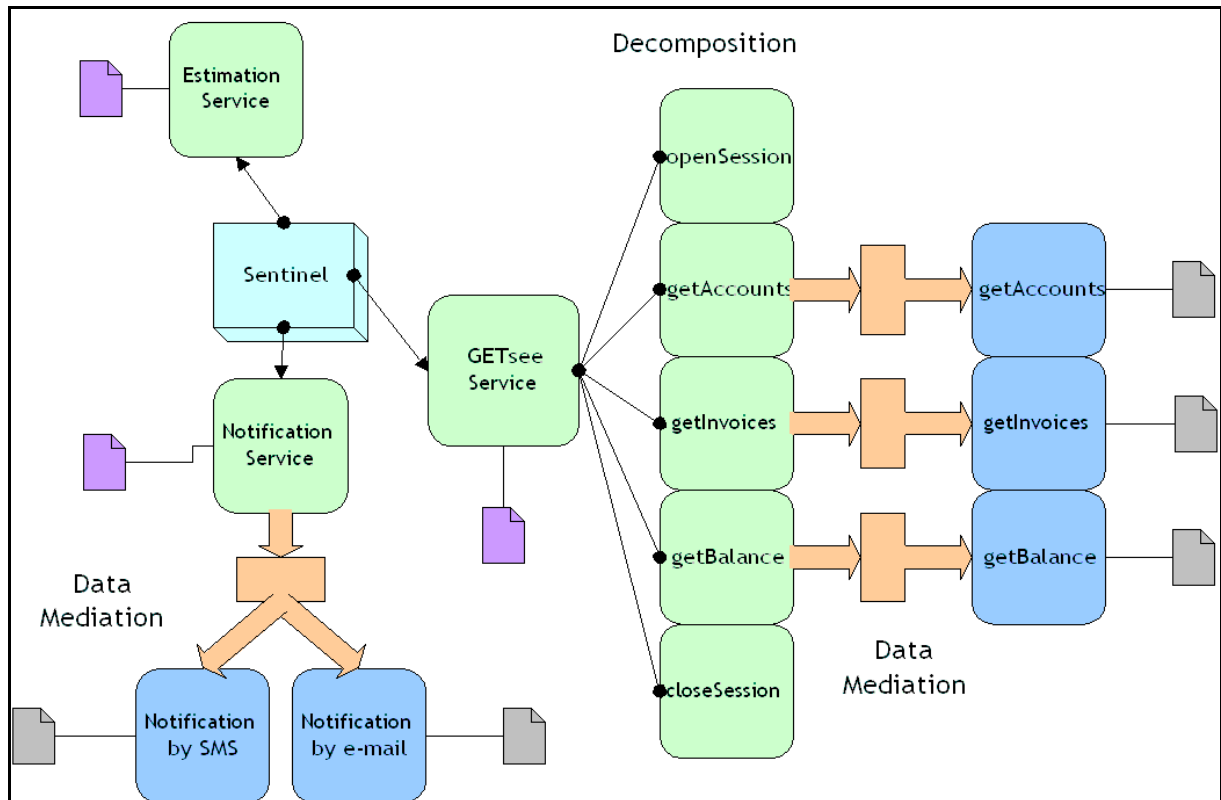 Decomposition
Estimation
Service
openSession
Sentinel
getAccounts
getAccounts
GETsee
Service
Notification
Service
getInvoices
getInvoices
getBalance
getBalance
Data
Mediation
Data
Mediation
closeSession
Notification
by SMS
Notification
by e-mail